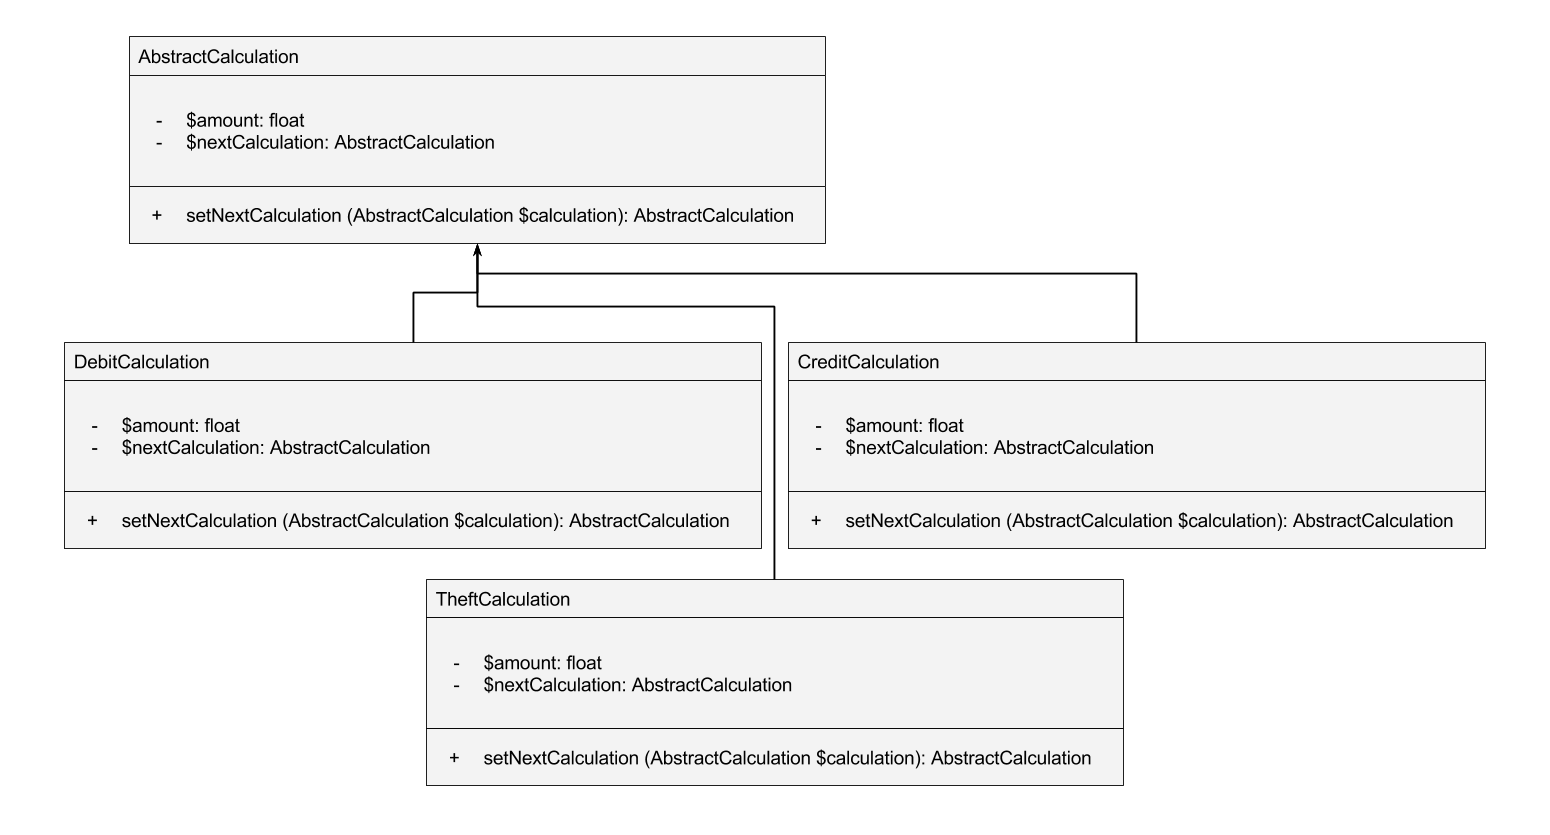 AbstractCalculation
- $amount: float
- $nextCalculation: AbstractCalculation
+ setNextCalculation (AbstractCalculation $calculation): AbstractCalculation
DebitCalculation
- $amount: float
- $nextCalculation: AbstractCalculation
+ setNextCalculation (AbstractCalculation $calculation): AbstractCalculation
CreditCalculation
- $amount: float
- $nextCalculation: AbstractCalculation
+ setNextCalculation (AbstractCalculation $calculation): AbstractCalculation
TheftCalculation
- $amount: float
- $nextCalculation: AbstractCalculation
+ setNextCalculation (AbstractCalculation $calculation): AbstractCalculation